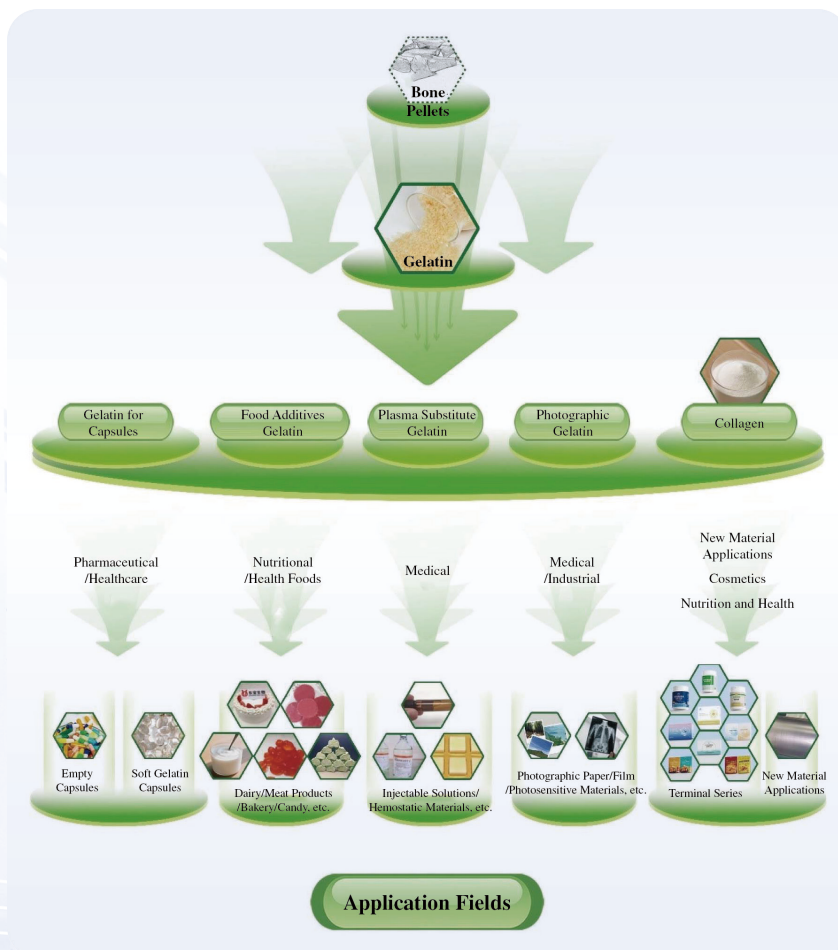 Bone
Pellets
Gelatin
Gelatin for
Capsules
Food Additives
Gelatin
Plasma Substitute
Gelatin
Photographic
Gelatin
Collagen
Pharmaceutical
/Healthcare
Nutritional
/Health Foods
Medical
Medical
/Industrial
New Material
Applications
Cosmetics
Nutrition and Health
Empty
Capsules
Soft Gelatin
Capsules
Dairy/Meat Products
/Bakery/Candy, etc.
Injectable Solutions/
Hemostatic Materials, etc.
Photographic Paper/Film
/Photosensitive Materials, etc.
Terminal Series
New Material
Applications
Application Fields